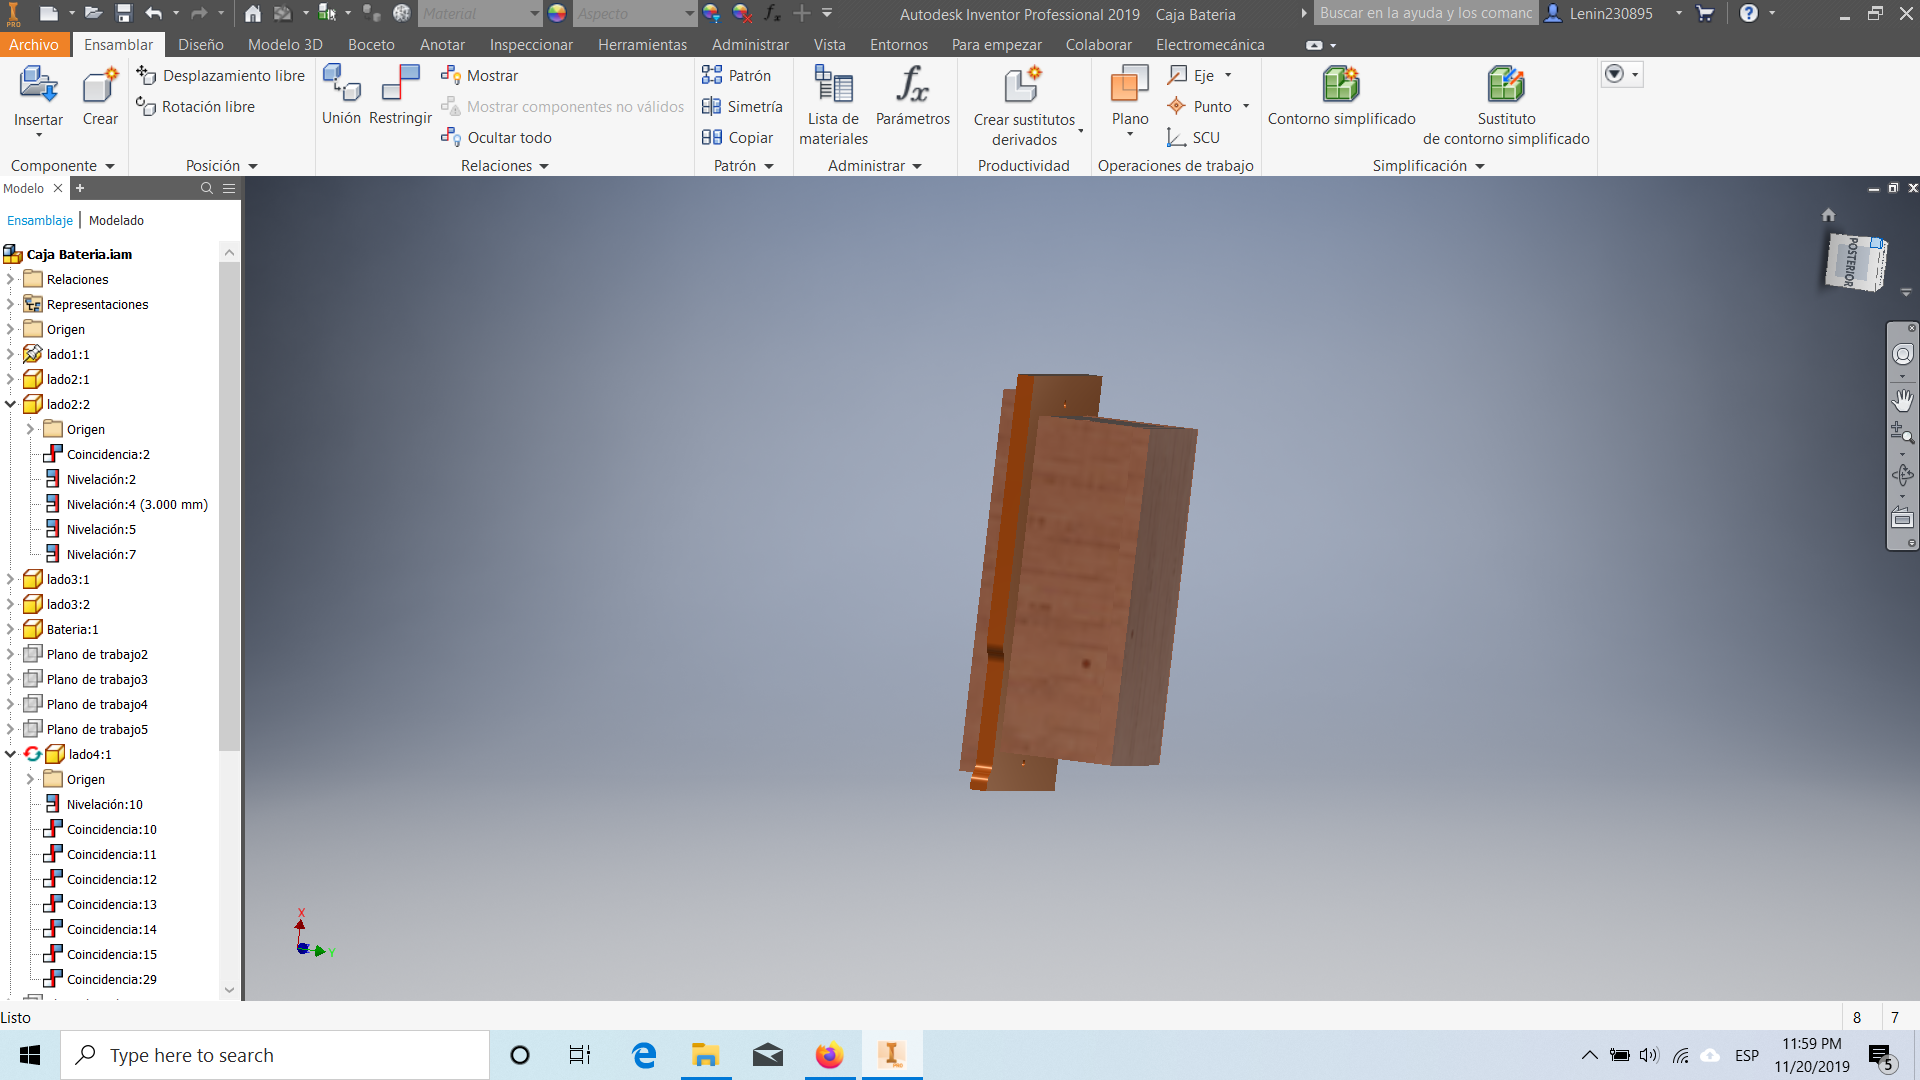 Material
Aspecto
Autodesk Inventor Professional 2019 Caja Bateria
Buscar en la ayuda y los comanc
Lenin230895
PRO
Archivo Ensamblar Diseño Modelo 3D Boceto Anotar Inspeccionar Herramientas Administrar Vista Entornos Para empezar Colaborar Electromecánica
Insertar
Crear
Desplazamiento libre
Rotación libre
Unión
Restringir
Mostrar
Mostrar componentes no válidos
Ocultar todo
Patrón
Simetría
Copiar
Lista de
materiales
Parámetros
Crear sustitutos
derivados
Plano
Eje
Punto
SCU
Contorno simplificado
Sustituto
de contorno simplificado
Componente Posición Relaciones Patrón Administrar Productividad Operaciones de trabajo Simplificación
Modelo
Ensamblaje | Modelado
Caja Bateria.iam
Relaciones
Representaciones
Origen
lado1:1
lado2:1
lado2:2
Origen
Coincidencia:2
Nivelación:2
Nivelación:4 (3.000 mm)
Nivelación:5
Nivelación:7
lado3:1
lado3:2
Bateria:1
Plano de trabajo2
Plano de trabajo3
Plano de trabajo4
Plano de trabajo5
lado4:1
Origen
Nivelación:10
Coincidencia:10
Coincidencia:11
Coincidencia:12
Coincidencia:13
Coincidencia:14
Coincidencia:15
Coincidencia:29
POSTERIOR
X
Y
Listo
8 7
Type here to search
ESP
11:59 PM
11/20/2019
5